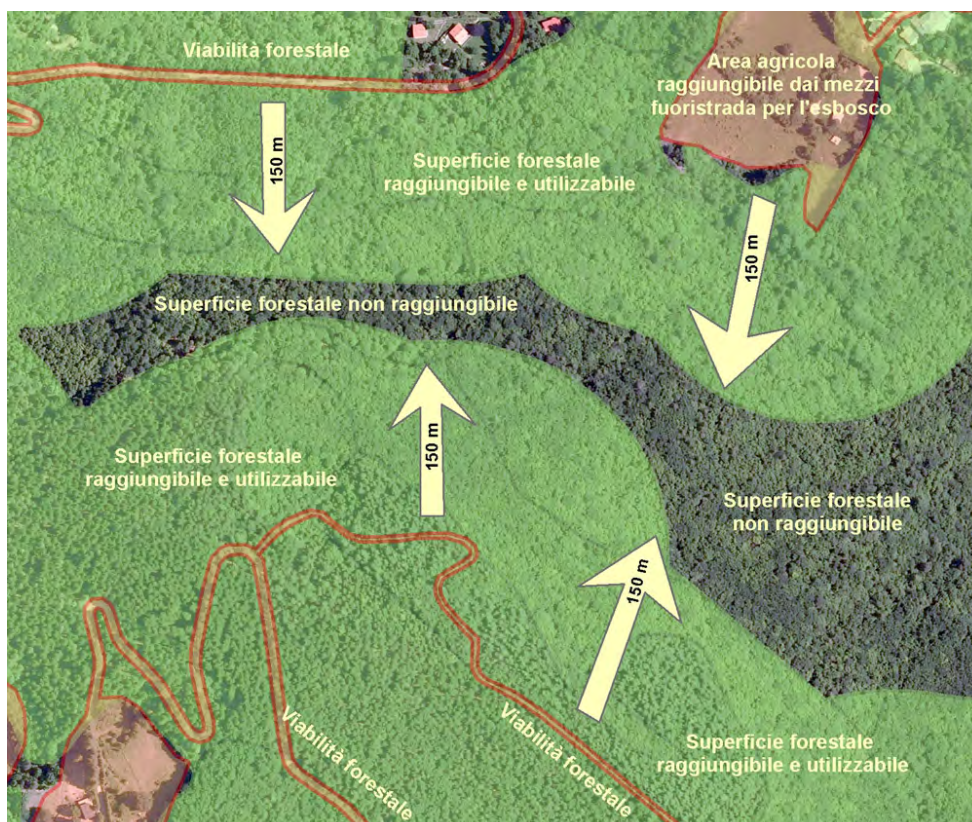 Viabilità forestale
Area agricola
raggiungibile dai mezzi
fuoristrada per l'esbosco
150 m
Superficie forestale
raggiungibile e utilizzabile
150 m
Superficie forestale non raggiungibile
150 m
Superficie forestale
raggiungibile e utilizzabile
Superficie forestale
non raggiungibile
150 m
Viabilità forestale
Viabilità forestale
Superficie forestale
raggiungibile e utilizzabile